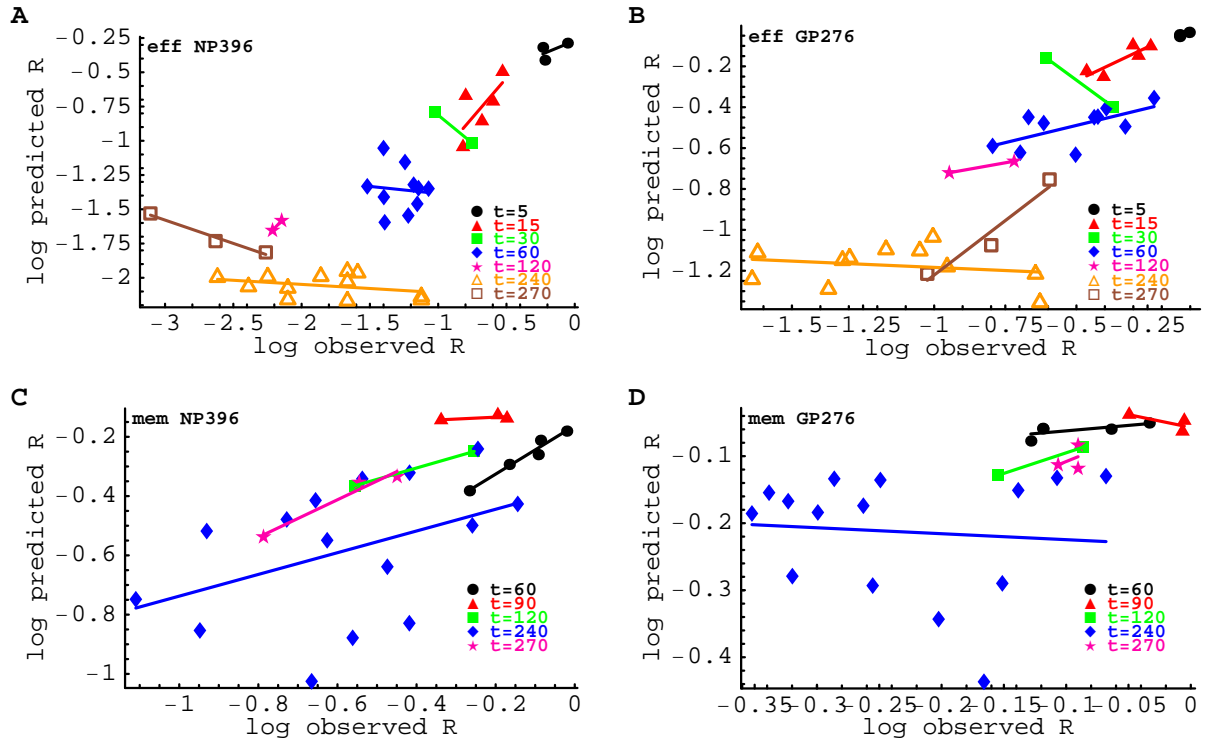 A
eff NP396
log predicted R
-0.25
-0.5
-0.75
-1
-1.25
-1.5
-1.75
-2
t=5
t=15
t=30
t=60
t=120
t=240
t=270
-3 -2.5 -2 -1.5 -1 -0.5 0
log observed R
B
eff GP276
log predicted R
-0.2
-0.4
-0.6
-0.8
-1
-1.2
t=5
t=15
t=30
t=60
t=120
t=240
t=270
-1.5 -1.25 -1 -0.75 -0.5 -0.25
log observed R
C
mem NP396
log predicted R
-0.2
-0.4
-0.6
-0.8
-1
t=60
t=90
t=120
t=240
t=270
-1 -0.8 -0.6 -0.4 -0.2 0
log observed R
D
mem GP276
log predicted R
-0.1
-0.2
-0.3
-0.4
t=60
t=90
t=120
t=240
t=270
-0.35 -0.3 -0.25 -0.2 -0.15 -0.1 -0.05 0
log observed R